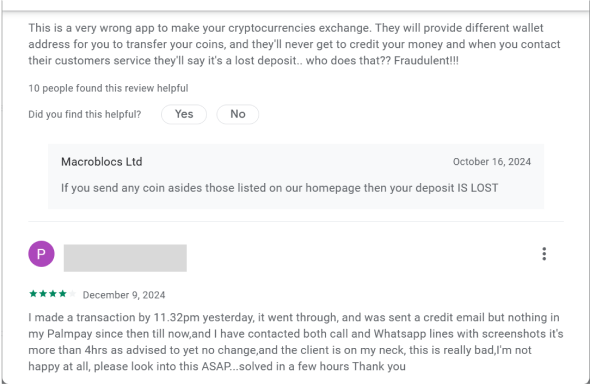 This is a very wrong app to make your cryptocurrencies exchange. They will provide different wallet
address for you to transfer your coins, and they'll never get to credit your money and when you contact
their customers service they'll say it's a lost deposit.. who does that?? Fraudulent!!!
10 people found this review helpful
Did you find this helpful? Yes No
Macroblocs Ltd October 16, 2024
If you send any coin asides those listed on our homepage then your deposit IS LOST
P
December 9, 2024
I made a transaction by 11.32pm yesterday, it went through, and was sent a credit email but nothing in
my Palmpay since then till now,and I have contacted both call and Whatsapp lines with screenshots it's
more than 4hrs as advised to yet no change,and the client is on my neck, this is really bad,I'm not
happy at all, please look into this ASAP...solved in a few hours Thank you